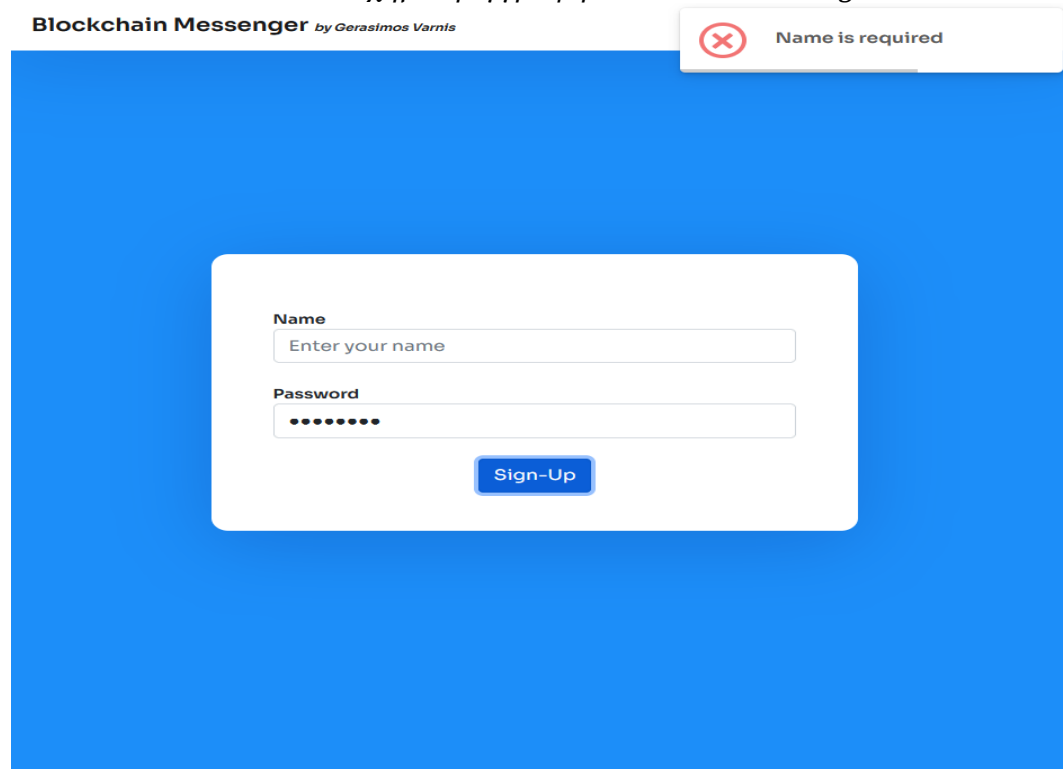 Blockchain Messenger by Gerasimos Varnis
Name is required
Name
Enter your name
Password
••••••••
Sign-Up